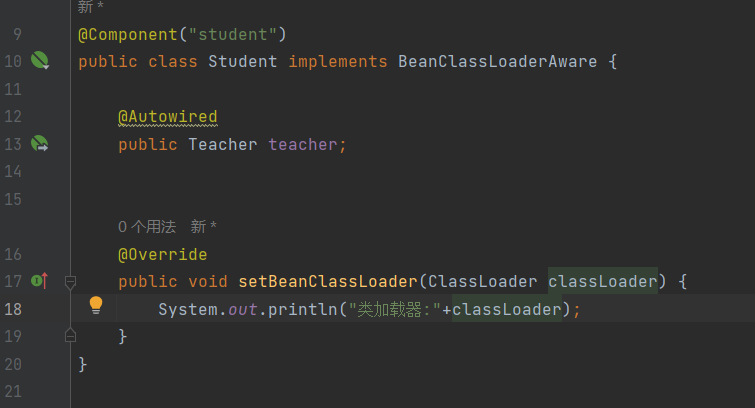 新 *
9 @Component("student")
10 public class Student implements BeanClassLoaderAware {
11
12 @Autowired
13 public Teacher teacher;
14
15
0 个用法 新 *
16 @Override
17 public void setBeanClassLoader(ClassLoader classLoader) {
18 System.out.println("类加载器:"+classLoader);
19 }
20 }
21